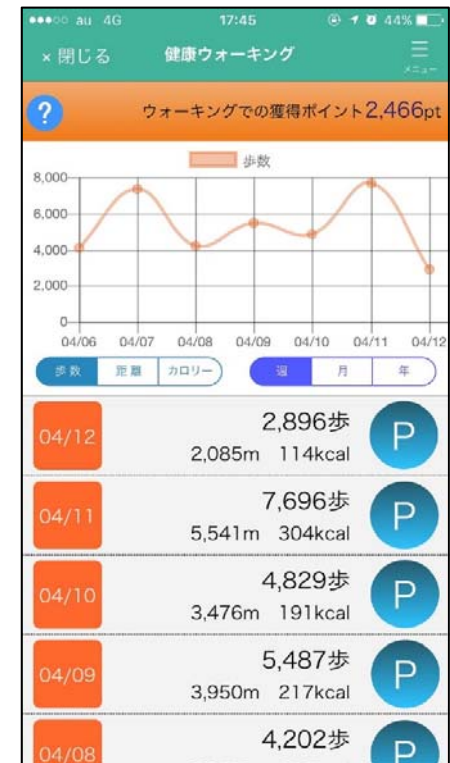 au 4G 17:45 44%
× 閉じる 健康ウォーキング メニュー
? ウォーキングでの獲得ポイント2,466pt
歩数
8,000
6,000
4,000
2,000
0
04/06 04/07 04/08 04/09 04/10 04/11 04/12
歩数 距離 カロリー 週 月 年
04/12 2,896歩 P
2,085m 114kcal
04/11 7,696歩 P
5,541m 304kcal
04/10 4,829歩 P
3,476m 191kcal
04/09 5,487歩 P
3,950m 217kcal
04/08 4,202歩 P